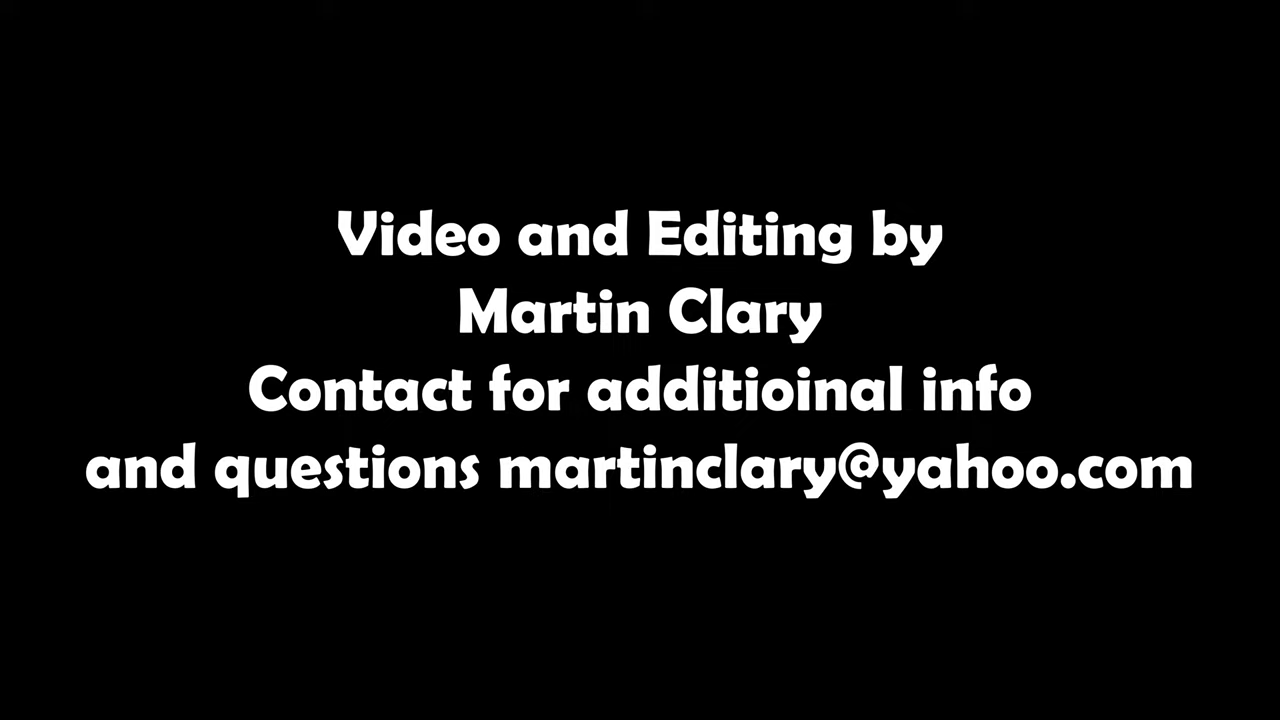 Video and Editing by
Martin Clary
Contact for additioinal info
and questions martinclary@yahoo.com